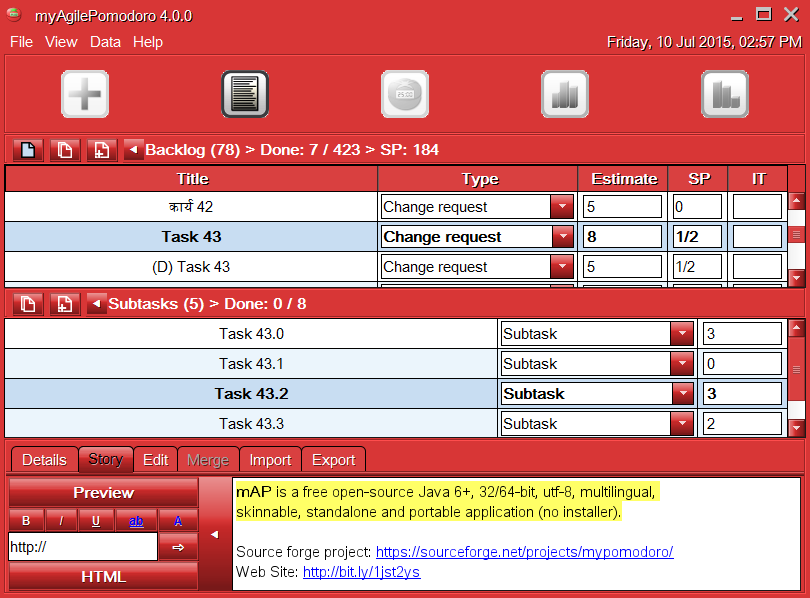 myAgilePomodoro 4.0.0
File View Data Help
Friday, 10 Jul 2015, 02:57 PM
25:00
Backlog (78) > Done: 7 / 423 > SP: 184
Title Type Estimate SP IT
कार्य 42 Change request 5 0
Task 43 Change request 8 1/2
(D) Task 43 Change request 5 1/2
Subtasks (5) > Done: 0 / 8
Task 43.0 Subtask 3
Task 43.1 Subtask 0
Task 43.2 Subtask 3
Task 43.3 Subtask 2
Details Story Edit Merge Import Export
Preview
B I U ab A
http://
HTML
mAP is a free open-source Java 6+, 32/64-bit, utf-8, multilingual,
skinnable, standalone and portable application (no installer).
Source forge project: https://sourceforge.net/projects/mypomodoro/
Web Site: http://bit.ly/1jst2ys